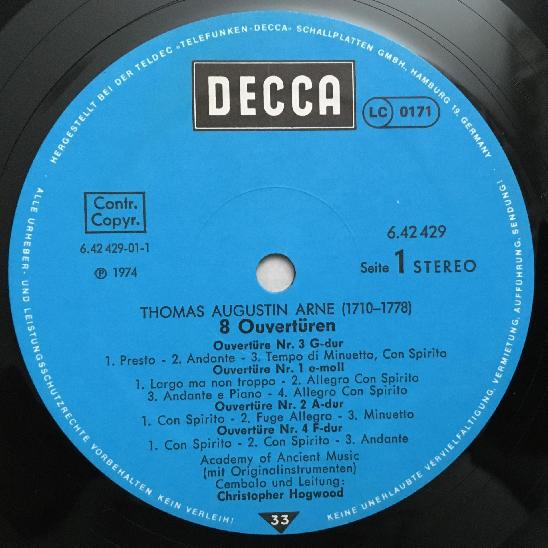 HERGESTELLT BEI DER TELDEC »TELEFUNKEN-DECCA« SCHALLPLATTEN GMBH, HAMBURG 19, GERMANY ·
DECCA
LC 0171
Contr.
Copyr.
6.42 429-01-1
℗ 1974
6.42 429
Seite 1 STEREO
THOMAS AUGUSTIN ARNE (1710–1778)
8 Ouvertüren
Ouvertüre Nr. 3 G-dur
1. Presto - 2. Andante - 3. Tempo di Minuetto, Con Spirito
Ouvertüre Nr. 1 e-moll
1. Largo ma non troppo - 2. Allegro Con Spirito
3. Andante e Piano - 4. Allegro Con Spirito
Ouvertüre Nr. 2 A-dur
1. Con Spirito - 2. Fuge Allegro - 3. Minuetto
Ouvertüre Nr. 4 F-dur
1. Con Spirito - 2. Con Spirito - 3. Andante
Academy of Ancient Music
(mit Originalinstrumenten)
Cembalo und Leitung:
Christopher Hogwood
33
ALLE URHEBER- UND LEISTUNGSSCHUTZRECHTE VORBEHALTEN KEIN VERLEIH!
KEINE UNERLAUBTE VERVIELFÄLTIGUNG, VERMIETUNG, AUFFÜHRUNG, SENDUNG!